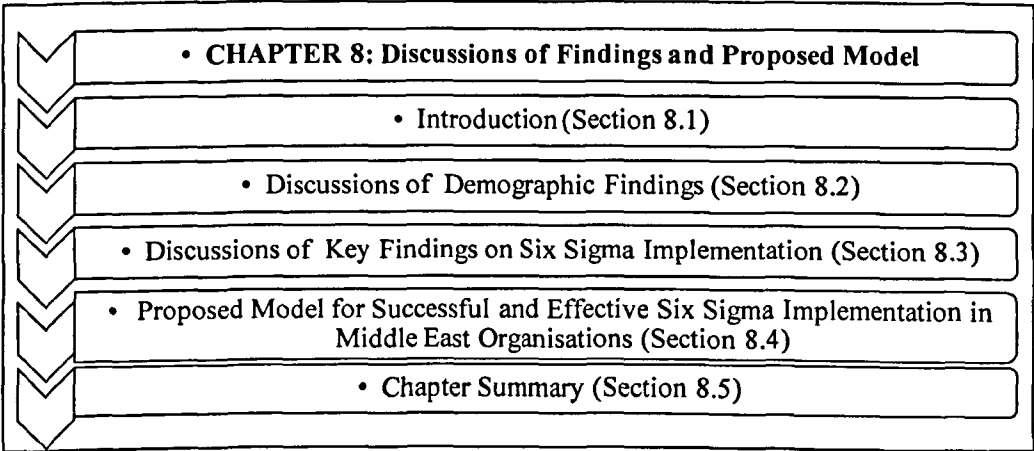 • CHAPTER 8: Discussions of Findings and Proposed Model
• Introduction (Section 8.1)
• Discussions of Demographic Findings (Section 8.2)
• Discussions of Key Findings on Six Sigma Implementation (Section 8.3)
• Proposed Model for Successful and Effective Six Sigma Implementation in
Middle East Organisations (Section 8.4)
• Chapter Summary (Section 8.5)